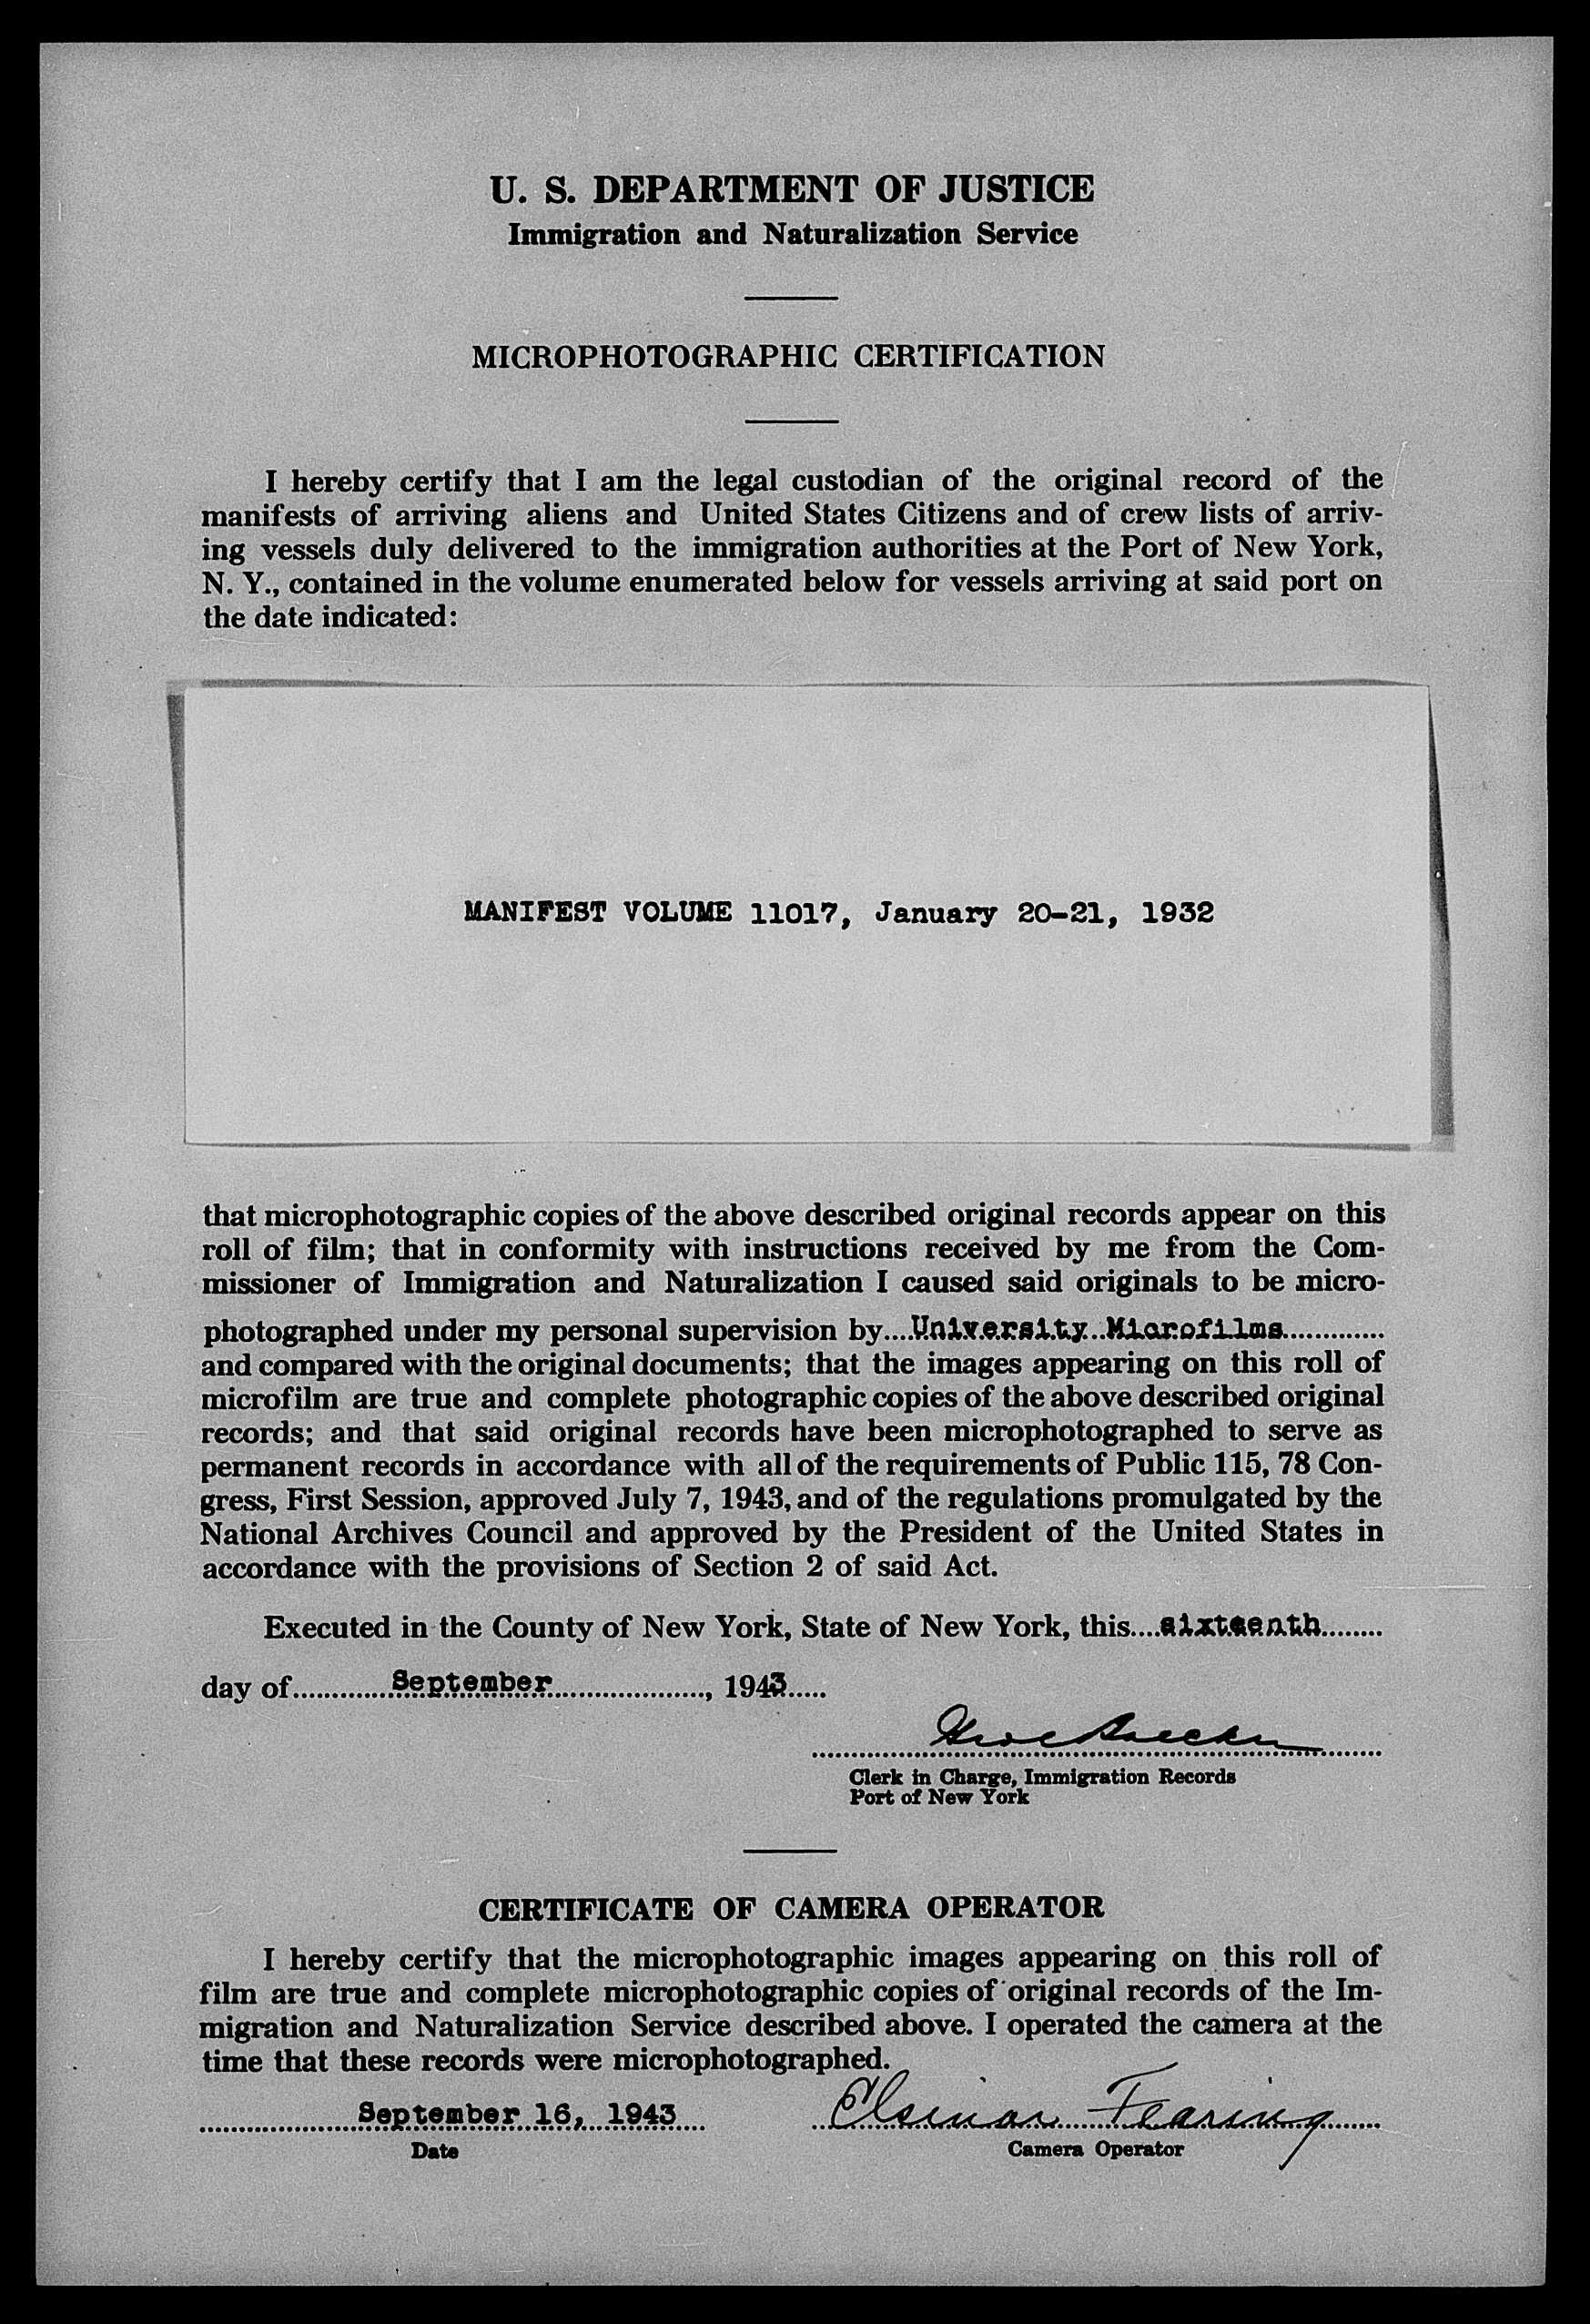 U. S. DEPARTMENT OF JUSTICE
Immigration and Naturalization Service
MICROPHOTOGRAPHIC CERTIFICATION
I hereby certify that I am the legal custodian of the original record of the
manifests of arriving aliens and United States Citizens and of crew lists of arriv-
ing vessels duly delivered to the immigration authorities at the Port of New York,
N. Y., contained in the volume enumerated below for vessels arriving at said port on
the date indicated:
MANIFEST VOLUME 11017, January 20-21, 1932
that microphotographic copies of the above described original records appear on this
roll of film; that in conformity with instructions received by me from the Com-
missioner of Immigration and Naturalization I caused said originals to be micro-
photographed under my personal supervision by....University Microfilms.............
and compared with the original documents; that the images appearing on this roll of
microfilm are true and complete photographic copies of the above described original
records; and that said original records have been microphotographed to serve as
permanent records in accordance with all of the requirements of Public 115, 78 Con-
gress, First Session, approved July 7, 1943, and of the regulations promulgated by the
National Archives Council and approved by the President of the United States in
accordance with the provisions of Section 2 of said Act.
Executed in the County of New York, State of New York, this....sixteenth........
day of.............September...................., 1943.....
Clerk in Charge, Immigration Records
Port of New York
CERTIFICATE OF CAMERA OPERATOR
I hereby certify that the microphotographic images appearing on this roll of
film are true and complete microphotographic copies of original records of the Im-
migration and Naturalization Service described above. I operated the camera at the
time that these records were microphotographed.
September 16, 1943 Fearing
Date Camera Operator